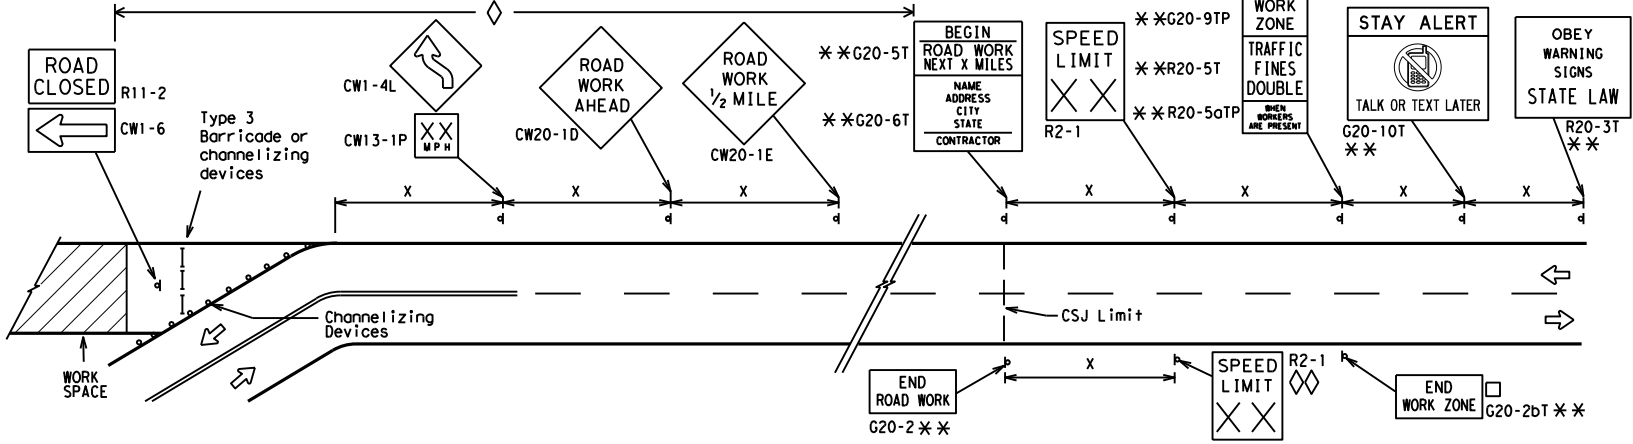 ROAD
CLOSED
R11-2
CW1-6
Type 3
Barricade or
channelizing
devices
CW1-4L
XX
MPH
CW13-1P
ROAD
WORK
AHEAD
CW20-1D
ROAD
WORK
1/2 MILE
CW20-1E
**G20-5T
**G20-6T
BEGIN
ROAD WORK
NEXT X MILES
NAME
ADDRESS
CITY
STATE
CONTRACTOR
SPEED
LIMIT
XX
R2-1
**G20-9TP
**R20-5T
**R20-5aTP
WORK
ZONE
TRAFFIC
FINES
DOUBLE
WHEN
WORKERS
ARE PRESENT
STAY ALERT
TALK OR TEXT LATER
G20-10T
**
OBEY
WARNING
SIGNS
STATE LAW
R20-3T
**
X
X
X
X
X
X
X
Channelizing
Devices
WORK
SPACE
CSJ Limit
X
END
ROAD WORK
G20-2**
SPEED
LIMIT
XX
R2-1
END
WORK ZONE
G20-2bT**